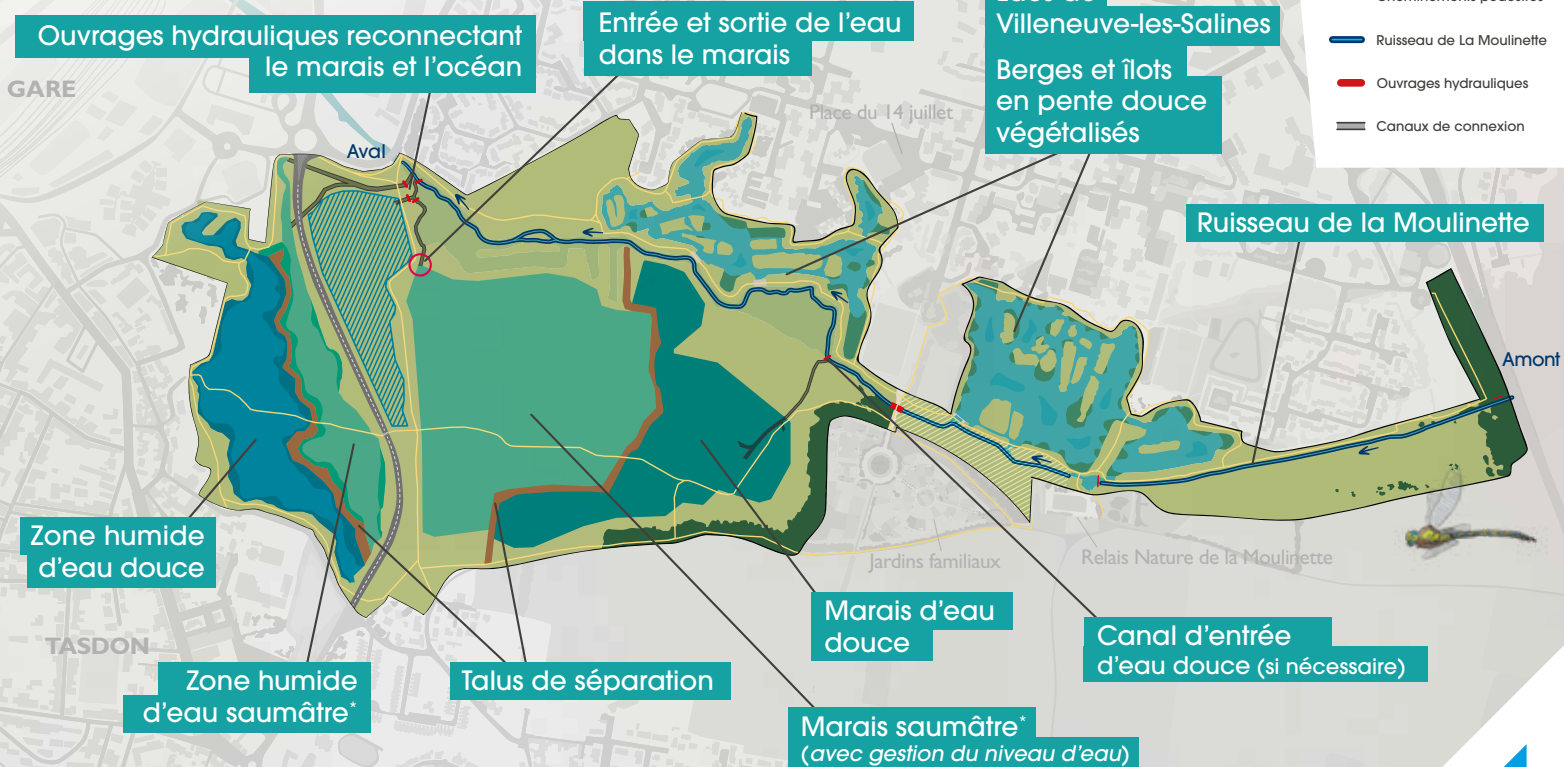 Ouvrages hydrauliques reconnectant
le marais et l'océan
Entrée et sortie de l'eau
dans le marais
Villeneuve-les-Salines
Berges et îlots
en pente douce
végétalisés
Cheminements pédestres
Ruisseau de La Moulinette
Ouvrages hydrauliques
Canaux de connexion
GARE
Place du 14 juillet
Aval
Ruisseau de la Moulinette
Amont
Zone humide
d'eau douce
Jardins familiaux
Relais Nature de la Moulinette
TASDON
Marais d'eau
douce
Canal d'entrée
d'eau douce (si nécessaire)
Zone humide
d'eau saumâtre*
Talus de séparation
Marais saumâtre*
(avec gestion du niveau d'eau)